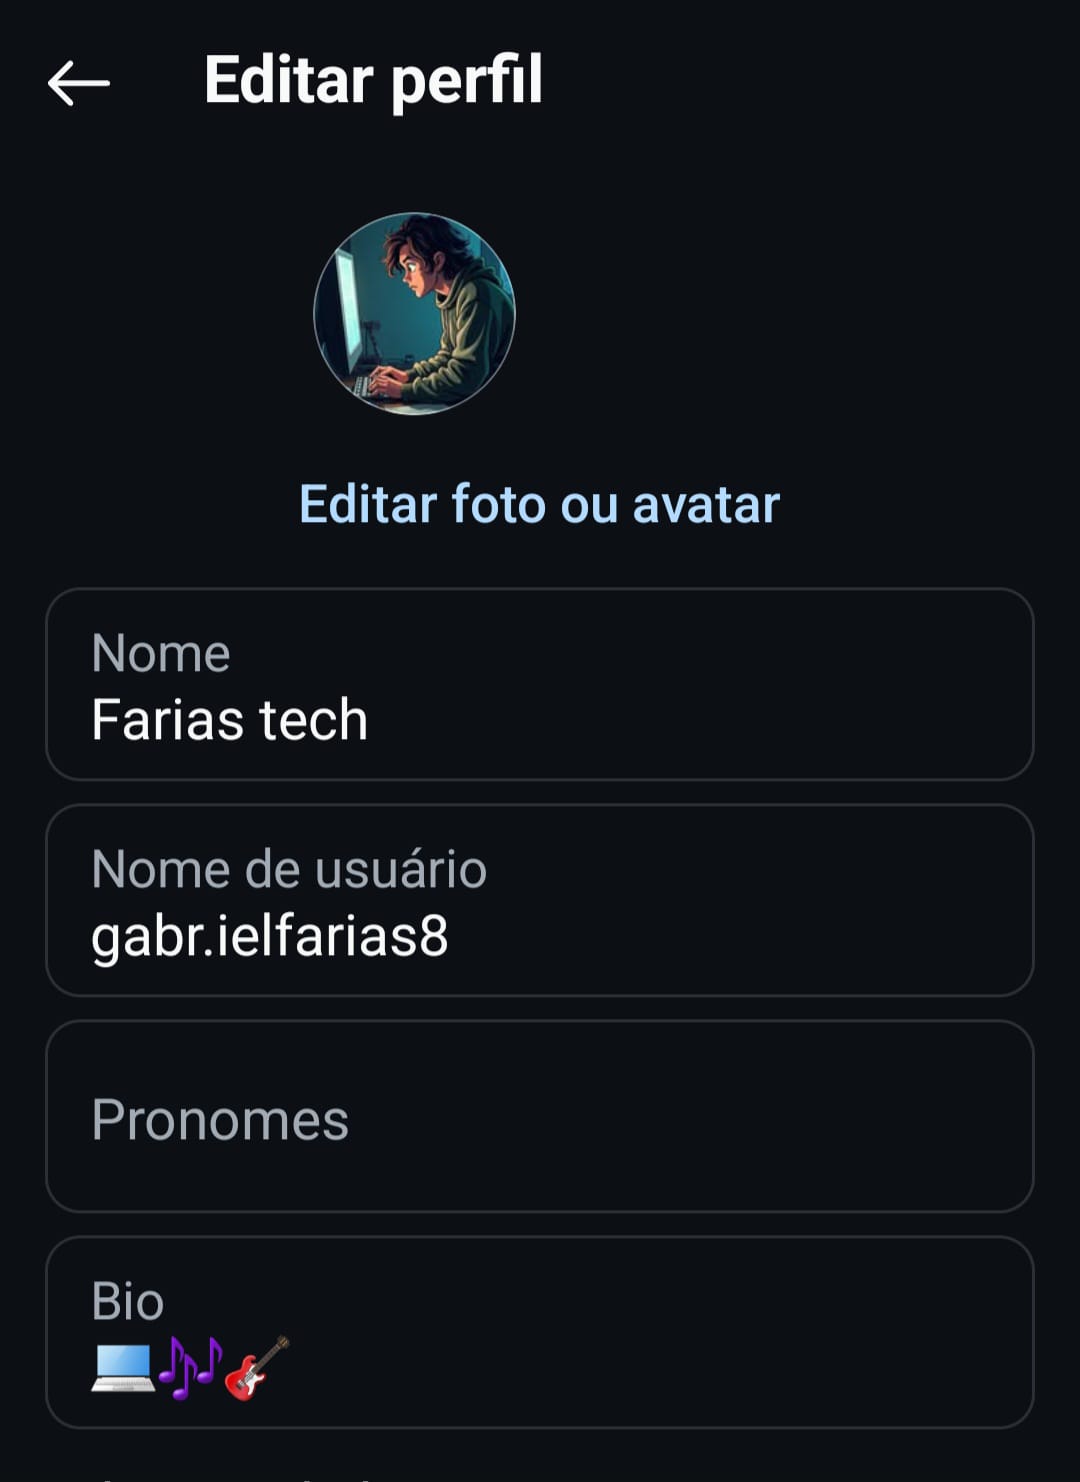 Editar perfil
Editar foto ou avatar
Nome
Farias tech
Nome de usuário
gabr.ielfarias8
Pronomes
Bio
💻🎶🎸